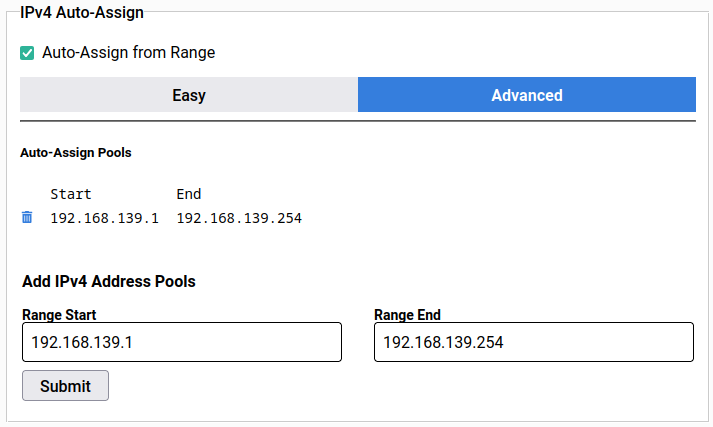 IPv4 Auto-Assign
Auto-Assign from Range
Easy Advanced
Auto-Assign Pools
Start End
192.168.139.1 192.168.139.254
Add IPv4 Address Pools
Range Start Range End
192.168.139.1 192.168.139.254
Submit